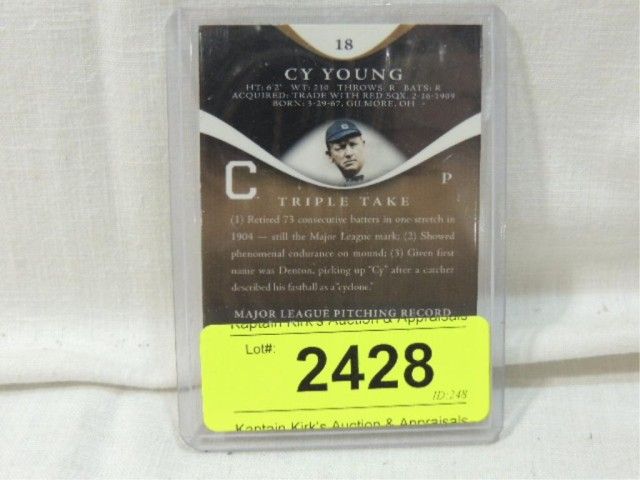 18
CY YOUNG
HT: 6'2" WT: 210 THROWS: R BATS: R
ACQUIRED: TRADE WITH RED SOX, 2-16-1909
BORN: 3-29-67, GILMORE, OH
C
P
TRIPLE TAKE
(1) Retired 73 consecutive batters in one stretch in
1904 — still the Major League mark; (2) Showed
phenomenal endurance on mound; (3) Given first
name was Denton, picking up "Cy" after a catcher
described his fastball as a "cyclone."
MAJOR LEAGUE PITCHING RECORD
Kaptain Kirk's Auction & Appraisals
Lot#:
2428
ID:248
Kaptain Kirk's Auction & Appraisals